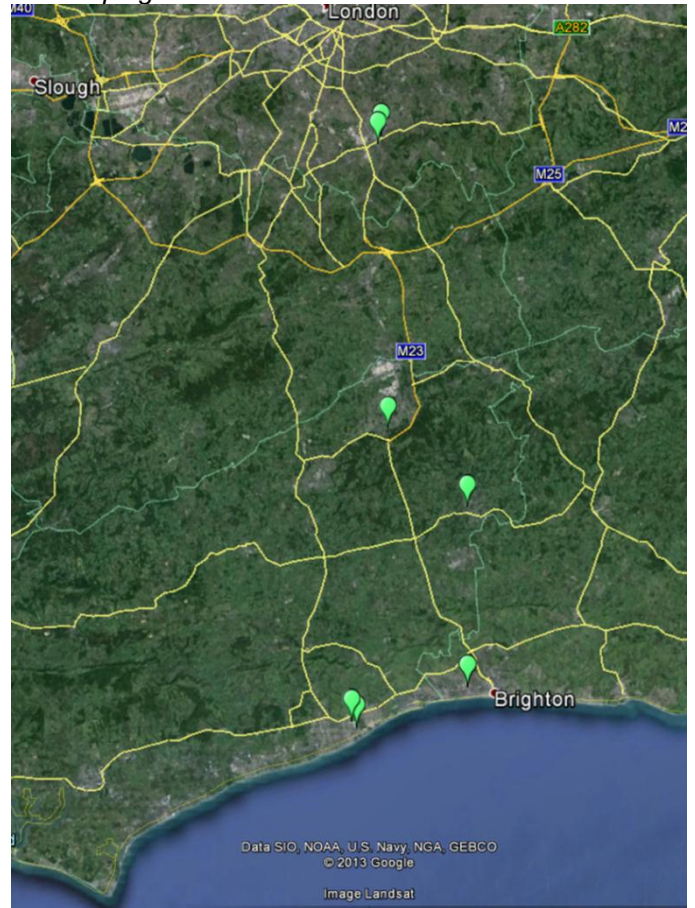 London
A282
Slough
M2
M25
M23
Brighton
Data SIO, NOAA, U.S. Navy, NGA, GEBCO
© 2013 Google
Image Landsat